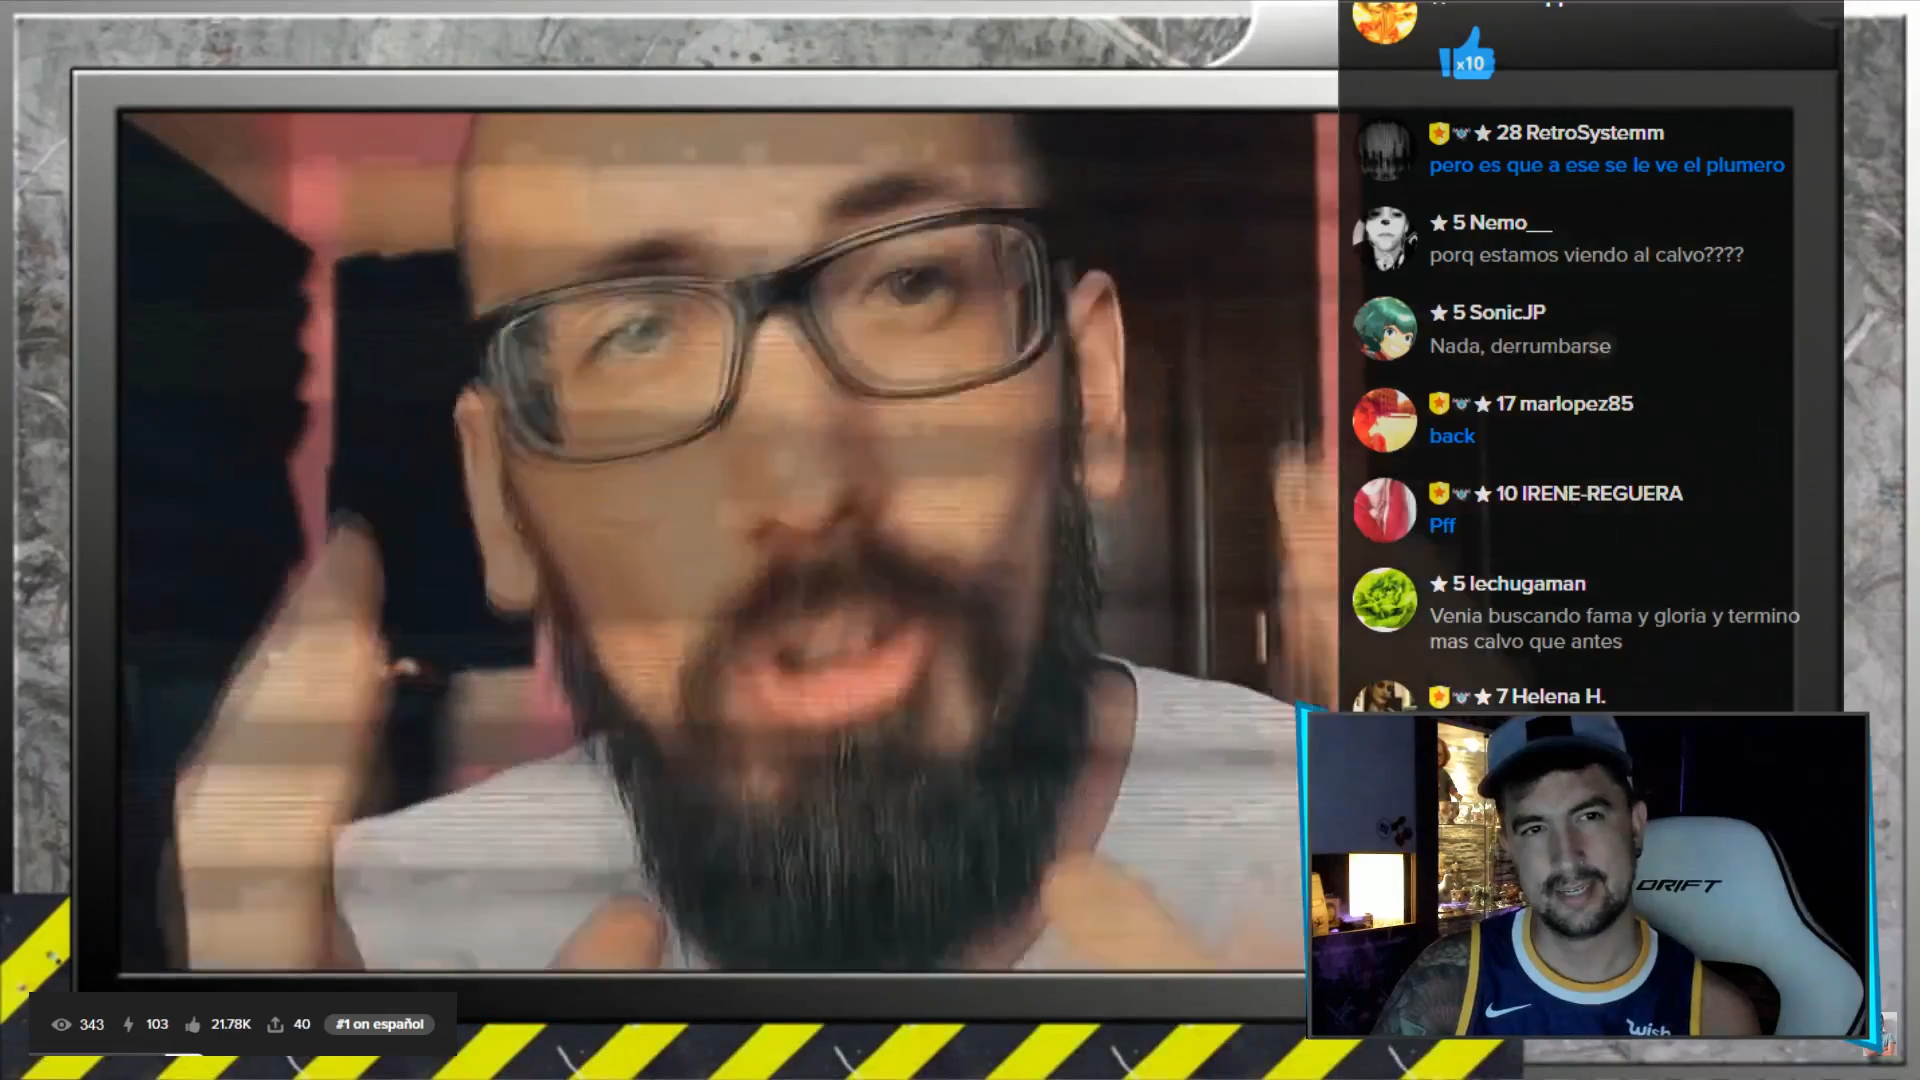 x10
28 RetroSystemm
pero es que a ese se le ve el plumero
5 Nemo__
porq estamos viendo al calvo????
5 SonicJP
Nada, derrumbarse
17 marlopez85
back
10 IRENE-REGUERA
Pff
5 lechugaman
Venia buscando fama y gloria y termino
mas calvo que antes
7 Helena H.
DRIFT
wish
343 103 21.78K 40 #1 on español